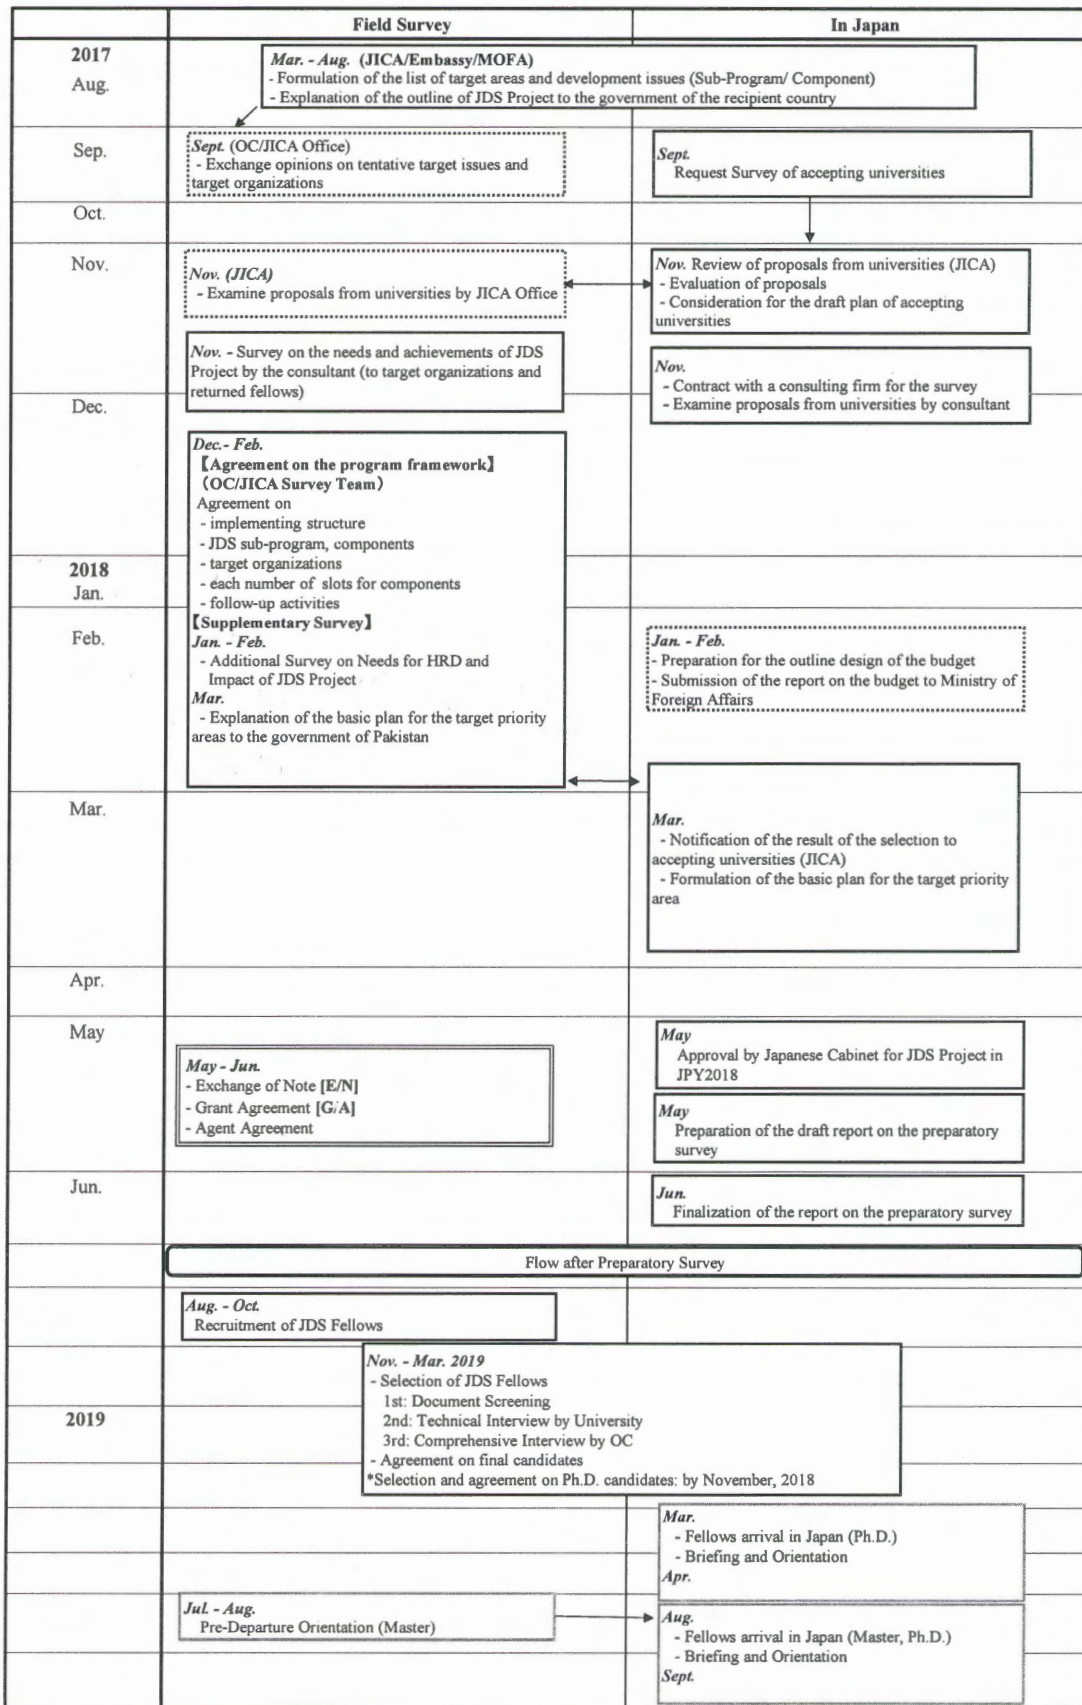 Field Survey
In Japan
2017
Aug.
Mar. - Aug. (JICA/Embassy/MOFA)
- Formulation of the list of target areas and development issues (Sub-Program/ Component)
- Explanation of the outline of JDS Project to the government of the recipient country
Sep.
Sept. (OC/JICA Office)
- Exchange opinions on tentative target issues and
target organizations
Sept.
Request Survey of accepting universities
Oct.
Nov.
Nov. (JICA)
- Examine proposals from universities by JICA Office
Nov. Review of proposals from universities (JICA)
- Evaluation of proposals
- Consideration for the draft plan of accepting
universities
Nov. - Survey on the needs and achievements of JDS
Project by the consultant (to target organizations and
returned fellows)
Nov.
- Contract with a consulting firm for the survey
- Examine proposals from universities by consultant
Dec.
Dec.- Feb.
【Agreement on the program framework】
(OC/JICA Survey Team)
Agreement on
- implementing structure
- JDS sub-program, components
- target organizations
- each number of slots for components
- follow-up activities
【Supplementary Survey】
Jan. - Feb.
- Additional Survey on Needs for HRD and
Impact of JDS Project
Mar.
- Explanation of the basic plan for the target priority
areas to the government of Pakistan
2018
Jan.
Feb.
Jan. - Feb.
- Preparation for the outline design of the budget
- Submission of the report on the budget to Ministry of
Foreign Affairs
Mar.
Mar.
- Notification of the result of the selection to
accepting universities (JICA)
- Formulation of the basic plan for the target priority
area
Apr.
May
May - Jun.
- Exchange of Note [E/N]
- Grant Agreement [G/A]
- Agent Agreement
May
Approval by Japanese Cabinet for JDS Project in
JPY2018
May
Preparation of the draft report on the preparatory
survey
Jun.
Jun.
Finalization of the report on the preparatory survey
Flow after Preparatory Survey
Aug. - Oct.
Recruitment of JDS Fellows
Nov. - Mar. 2019
- Selection of JDS Fellows
1st: Document Screening
2nd: Technical Interview by University
3rd: Comprehensive Interview by OC
- Agreement on final candidates
*Selection and agreement on Ph.D. candidates: by November, 2018
2019
Mar.
- Fellows arrival in Japan (Ph.D.)
- Briefing and Orientation
Apr.
Jul. - Aug.
Pre-Departure Orientation (Master)
Aug.
- Fellows arrival in Japan (Master, Ph.D.)
- Briefing and Orientation
Sept.